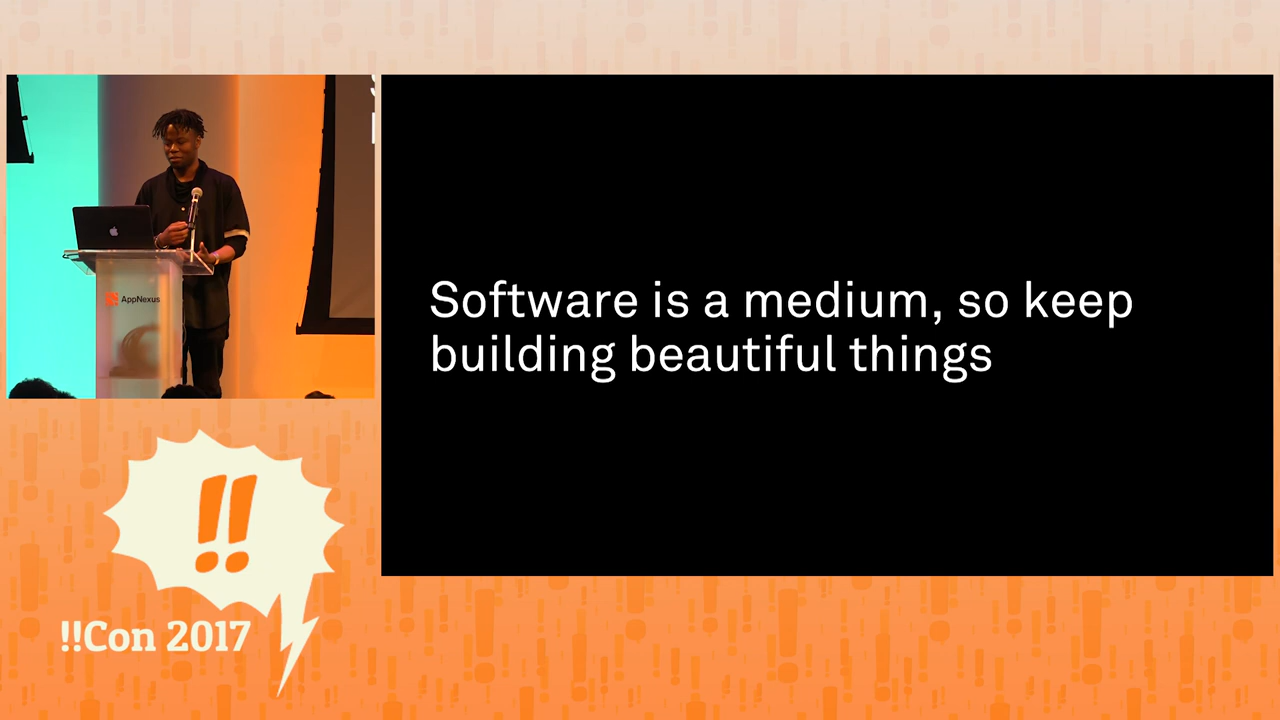 AppNexus
Software is a medium, so keep
building beautiful things
!!
!!Con 2017